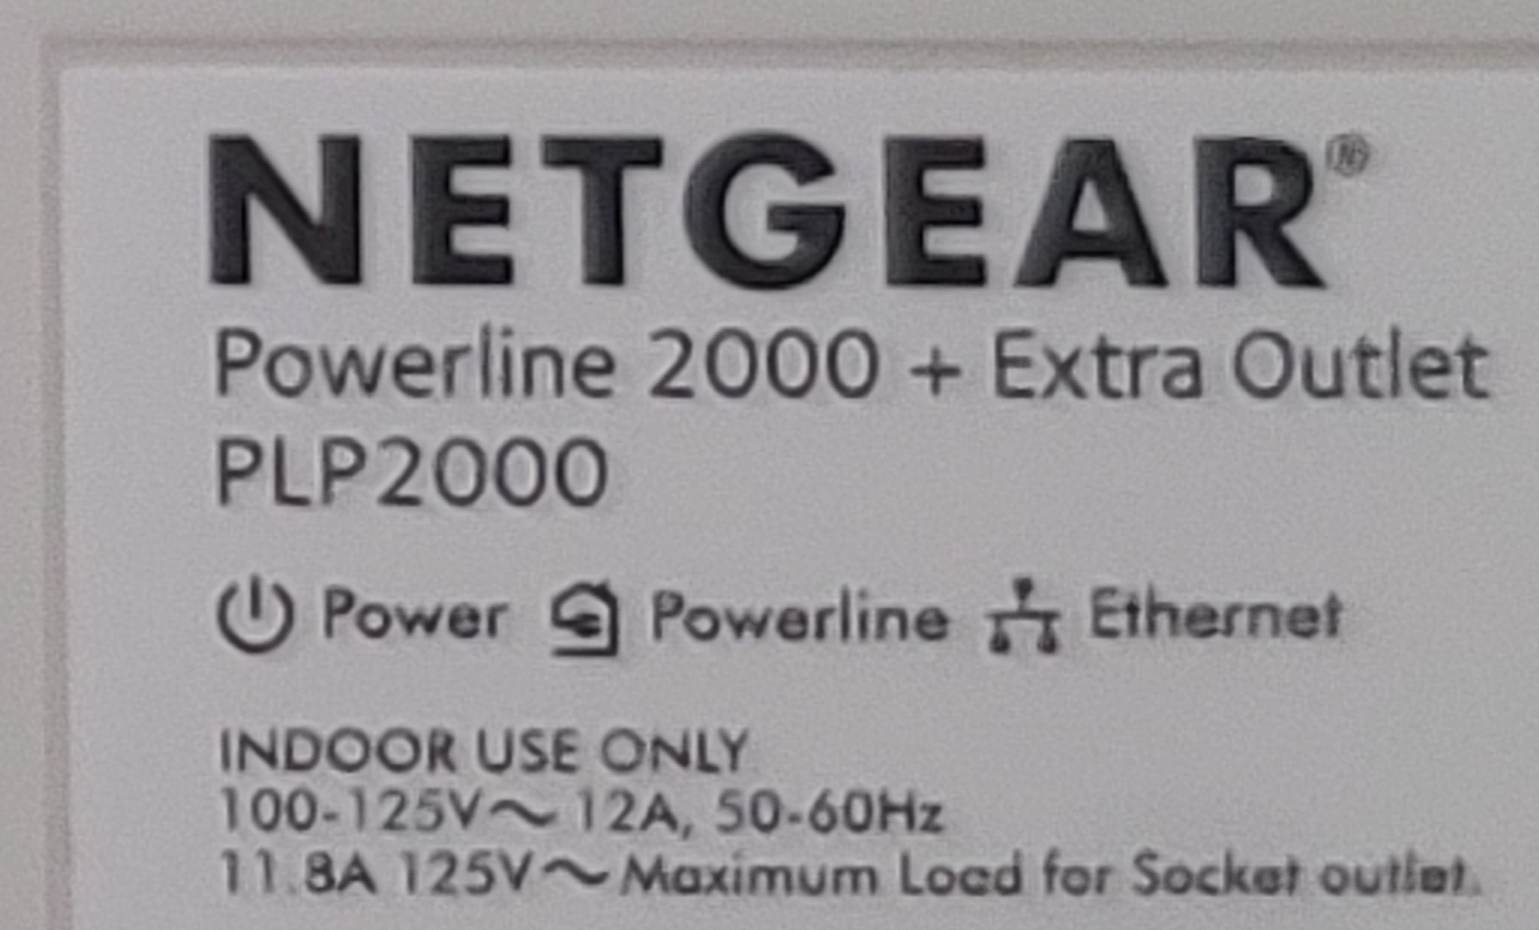 NETGEAR®
Powerline 2000 + Extra Outlet
PLP2000
Power Powerline Ethernet
INDOOR USE ONLY
100-125V～ 12A, 50-60Hz
11.8A 125V～Maximum Load for Socket outlet.